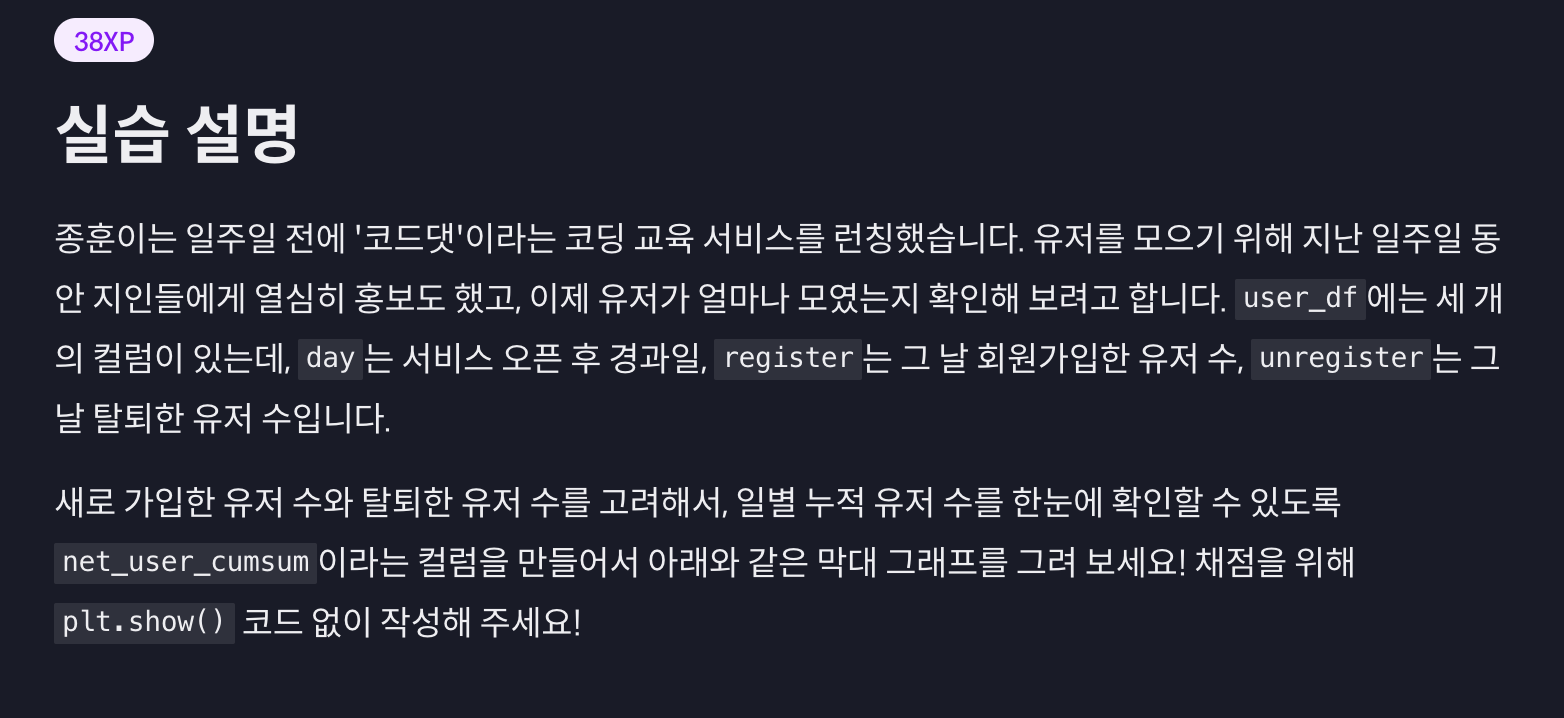 38XP
실습 설명
종훈이는 일주일 전에 '코드댓'이라는 코딩 교육 서비스를 런칭했습니다. 유저를 모으기 위해 지난 일주일 동
안 지인들에게 열심히 홍보도 했고, 이제 유저가 얼마나 모였는지 확인해 보려고 합니다. user_df에는 세 개
의 컬럼이 있는데, day는 서비스 오픈 후 경과일, register는 그 날 회원가입한 유저 수, unregister는 그
날 탈퇴한 유저 수입니다.
새로 가입한 유저 수와 탈퇴한 유저 수를 고려해서, 일별 누적 유저 수를 한눈에 확인할 수 있도록
net_user_cumsum이라는 컬럼을 만들어서 아래와 같은 막대 그래프를 그려 보세요! 채점을 위해
plt.show() 코드 없이 작성해 주세요!